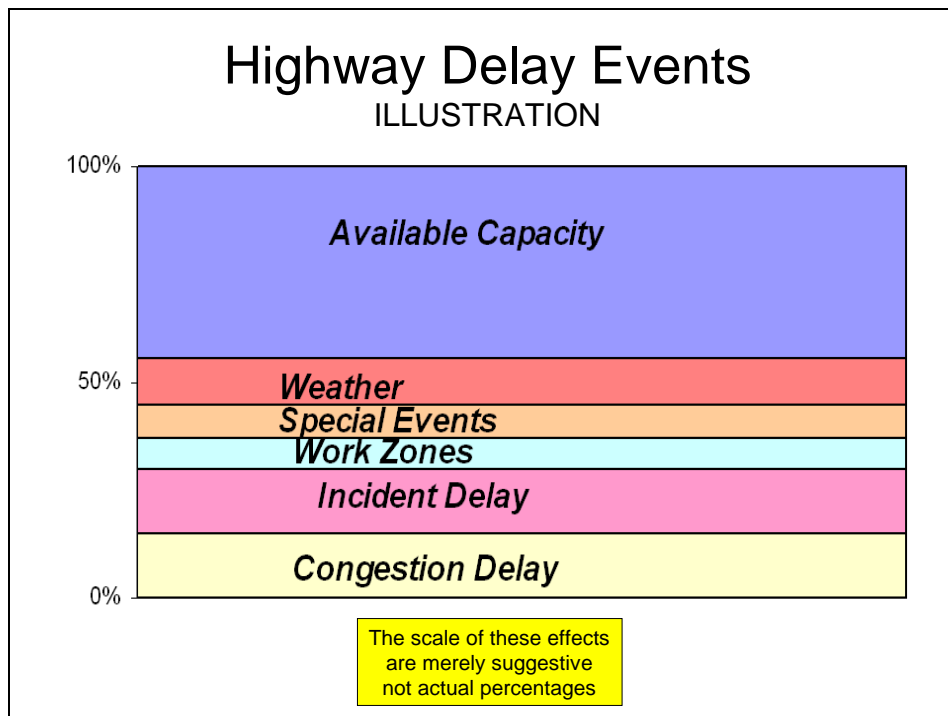 Highway Delay Events
ILLUSTRATION
100%
Available Capacity
50%
Weather
Special Events
Work Zones
Incident Delay
Congestion Delay
0%
The scale of these effects
are merely suggestive
not actual percentages